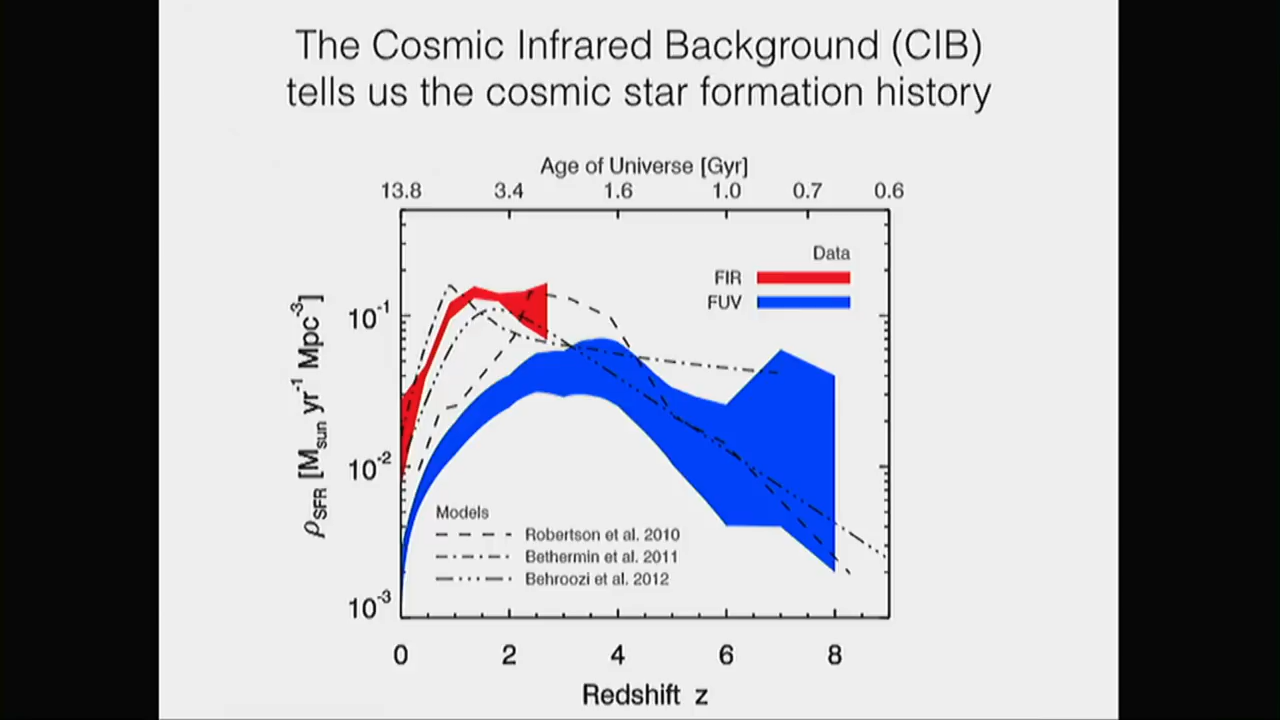 The Cosmic Infrared Background (CIB)
tells us the cosmic star formation history
Age of Universe [Gyr]
13.8 3.4 1.6 1.0 0.7 0.6
Data
FIR
FUV
ρSFR [Msun yr-1 Mpc-3]
10-1
10-2
10-3
Models
Robertson et al. 2010
Bethermin et al. 2011
Behroozi et al. 2012
0 2 4 6 8
Redshift z